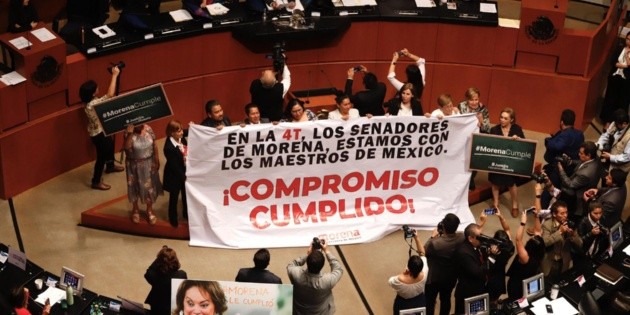 #MorenaCumple
EN LA 4T, LOS SENADORES
DE MORENA, ESTAMOS CON
LOS MAESTROS DE MÉXICO.
¡COMPROMISO
CUMPLIDO¡
morena
#MorenaCumple